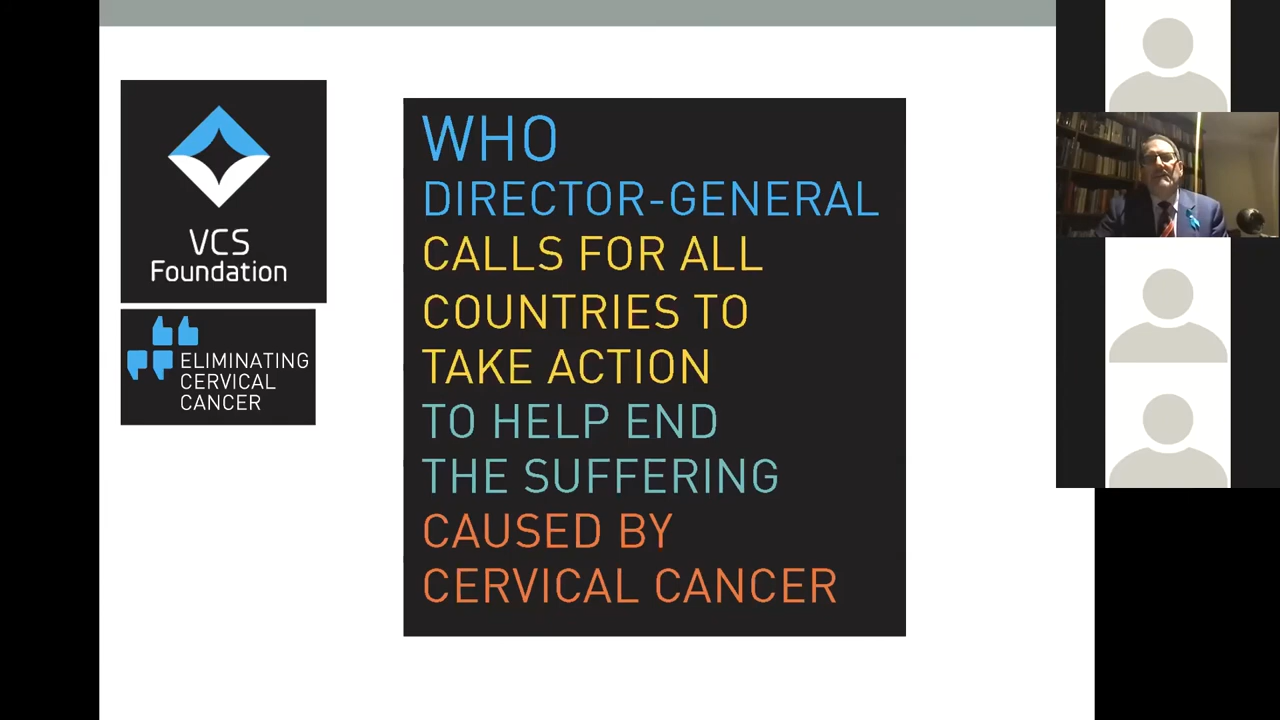 VCS
Foundation
ELIMINATING
CERVICAL
CANCER
WHO
DIRECTOR-GENERAL
CALLS FOR ALL
COUNTRIES TO
TAKE ACTION
TO HELP END
THE SUFFERING
CAUSED BY
CERVICAL CANCER